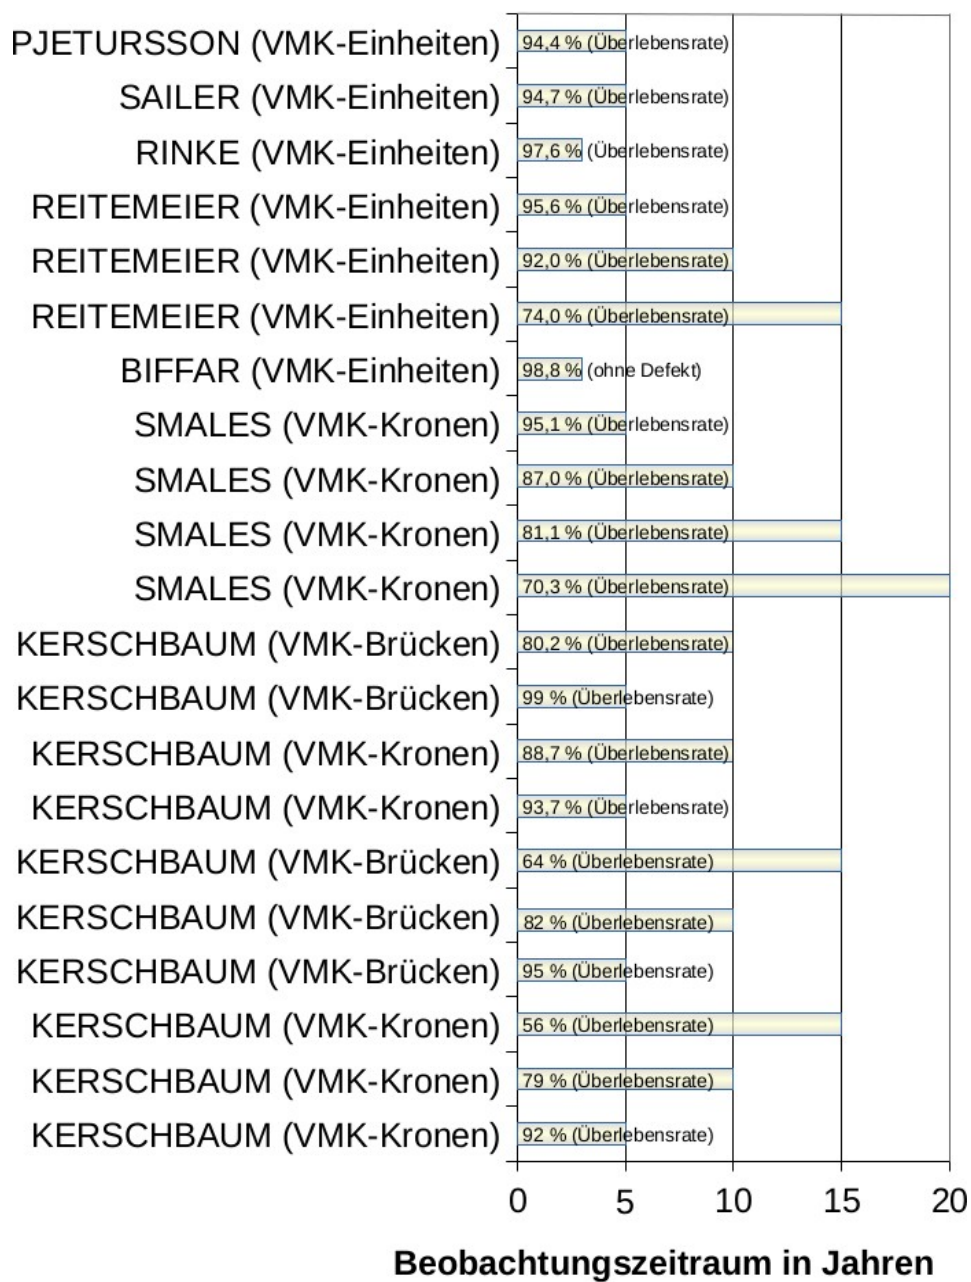 PJETURSSON (VMK-Einheiten) 94,4 % (Überlebensrate)
SAILER (VMK-Einheiten) 94,7 % (Überlebensrate)
RINKE (VMK-Einheiten) 97,6 % (Überlebensrate)
REITEMEIER (VMK-Einheiten) 95,6 % (Überlebensrate)
REITEMEIER (VMK-Einheiten) 92,0 % (Überlebensrate)
REITEMEIER (VMK-Einheiten) 74,0 % (Überlebensrate)
BIFFAR (VMK-Einheiten) 98,8 % (ohne Defekt)
SMALES (VMK-Kronen) 95,1 % (Überlebensrate)
SMALES (VMK-Kronen) 87,0 % (Überlebensrate)
SMALES (VMK-Kronen) 81,1 % (Überlebensrate)
SMALES (VMK-Kronen) 70,3 % (Überlebensrate)
KERSCHBAUM (VMK-Brücken) 80,2 % (Überlebensrate)
KERSCHBAUM (VMK-Brücken) 99 % (Überlebensrate)
KERSCHBAUM (VMK-Kronen) 88,7 % (Überlebensrate)
KERSCHBAUM (VMK-Kronen) 93,7 % (Überlebensrate)
KERSCHBAUM (VMK-Brücken) 64 % (Überlebensrate)
KERSCHBAUM (VMK-Brücken) 82 % (Überlebensrate)
KERSCHBAUM (VMK-Brücken) 95 % (Überlebensrate)
KERSCHBAUM (VMK-Kronen) 56 % (Überlebensrate)
KERSCHBAUM (VMK-Kronen) 79 % (Überlebensrate)
KERSCHBAUM (VMK-Kronen) 92 % (Überlebensrate)
0 5 10 15 20
Beobachtungszeitraum in Jahren